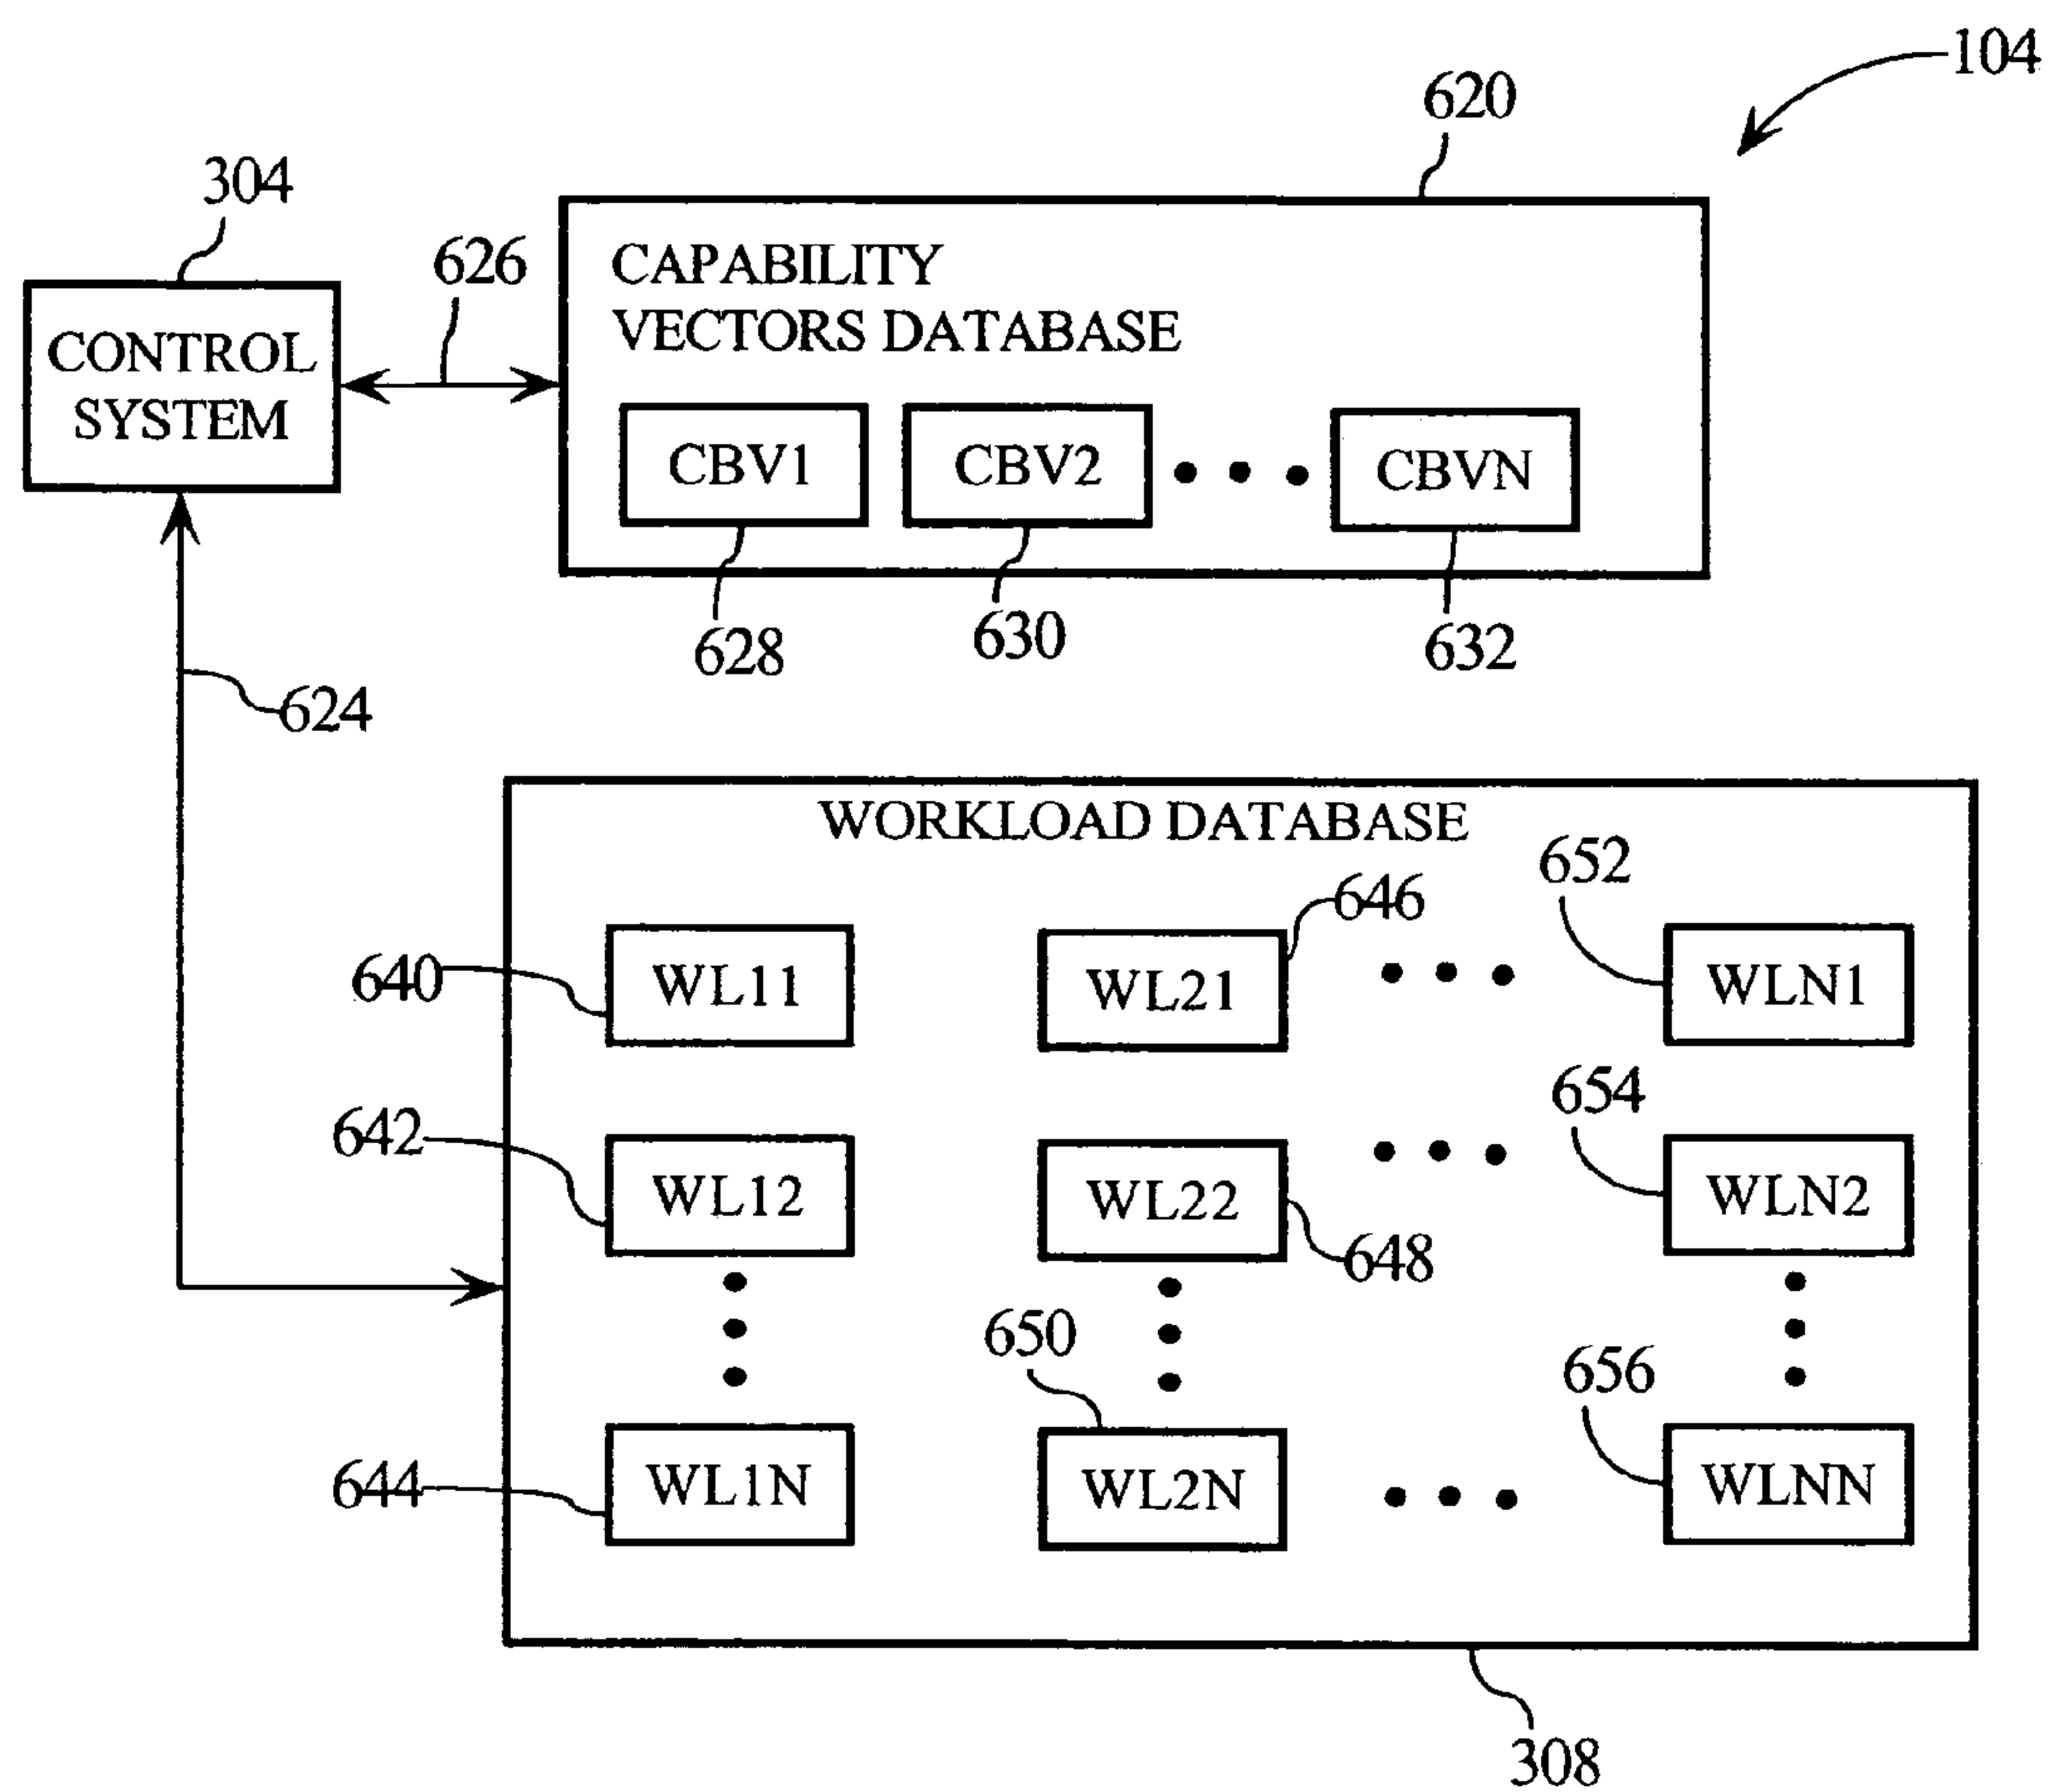 104
620
304
626
CAPABILITY
VECTORS DATABASE
CONTROL
SYSTEM
CBV1
CBV2
CBVN
628
630
632
624
WORKLOAD DATABASE
652
646
640
WL11
WL21
WLN1
654
642
WL12
WL22
WLN2
648
650
656
644
WL1N
WL2N
WLNN
308